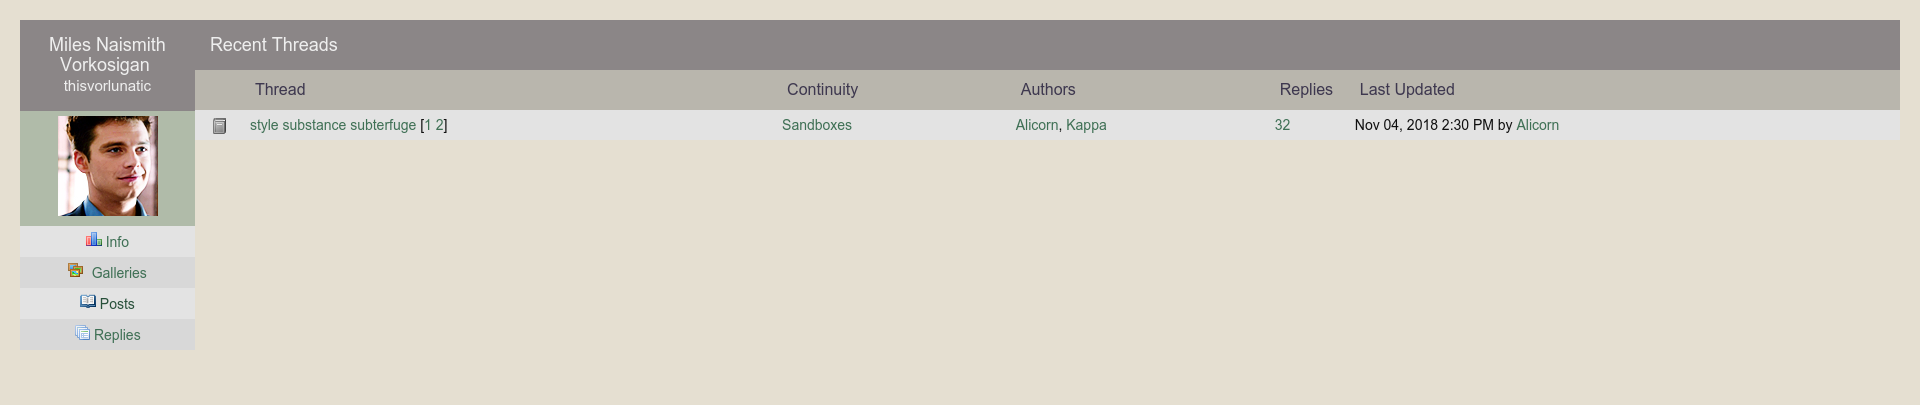 Miles Naismith
Vorkosigan
thisvorlunatic
Info
Galleries
Posts
Replies
Recent Threads
Thread Continuity Authors Replies Last Updated
style substance subterfuge [1 2] Sandboxes Alicorn, Kappa 32 Nov 04, 2018 2:30 PM by Alicorn